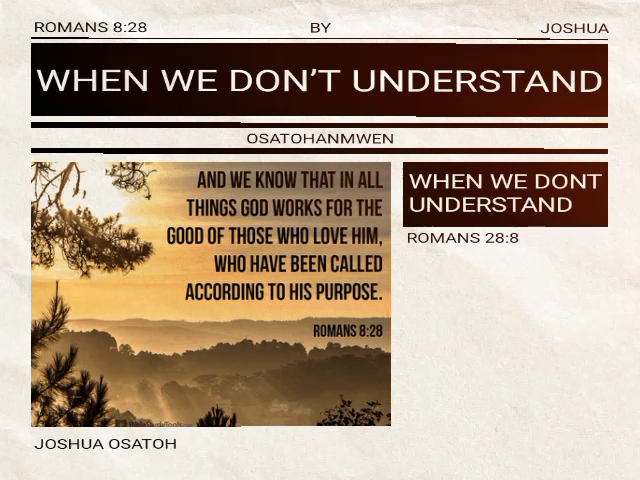 ROMANS 8:28 BY JOSHUA
WHEN WE DON'T UNDERSTAND
OSATOHANMWEN
AND WE KNOW THAT IN ALL
THINGS GOD WORKS FOR THE
GOOD OF THOSE WHO LOVE HIM,
WHO HAVE BEEN CALLED
ACCORDING TO HIS PURPOSE.
ROMANS 8:28
WHEN WE DONT
UNDERSTAND
ROMANS 28:8
JOSHUA OSATOH